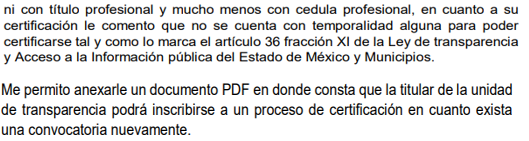 ni con título profesional y mucho menos con cedula profesional, en cuanto a su
certificación le comento que no se cuenta con temporalidad alguna para poder
certificarse tal y como lo marca el artículo 36 fracción XI de la Ley de transparencia
y Acceso a la Información pública del Estado de México y Municipios.
Me permito anexarle un documento PDF en donde consta que la titular de la unidad
de transparencia podrá inscribirse a un proceso de certificación en cuanto exista
una convocatoria nuevamente.